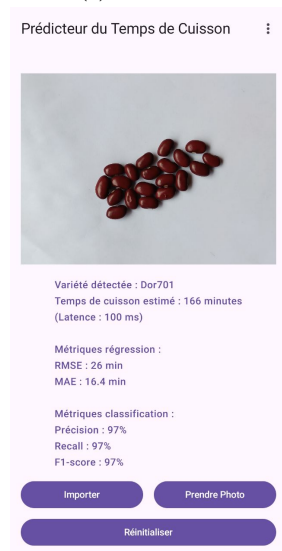 Prédicteur du Temps de Cuisson
Variété détectée : Dor701
Temps de cuisson estimé : 166 minutes
(Latence : 100 ms)
Métriques régression :
RMSE : 26 min
MAE : 16.4 min
Métriques classification :
Précision : 97%
Recall : 97%
F1-score : 97%
Importer
Prendre Photo
Réinitialiser